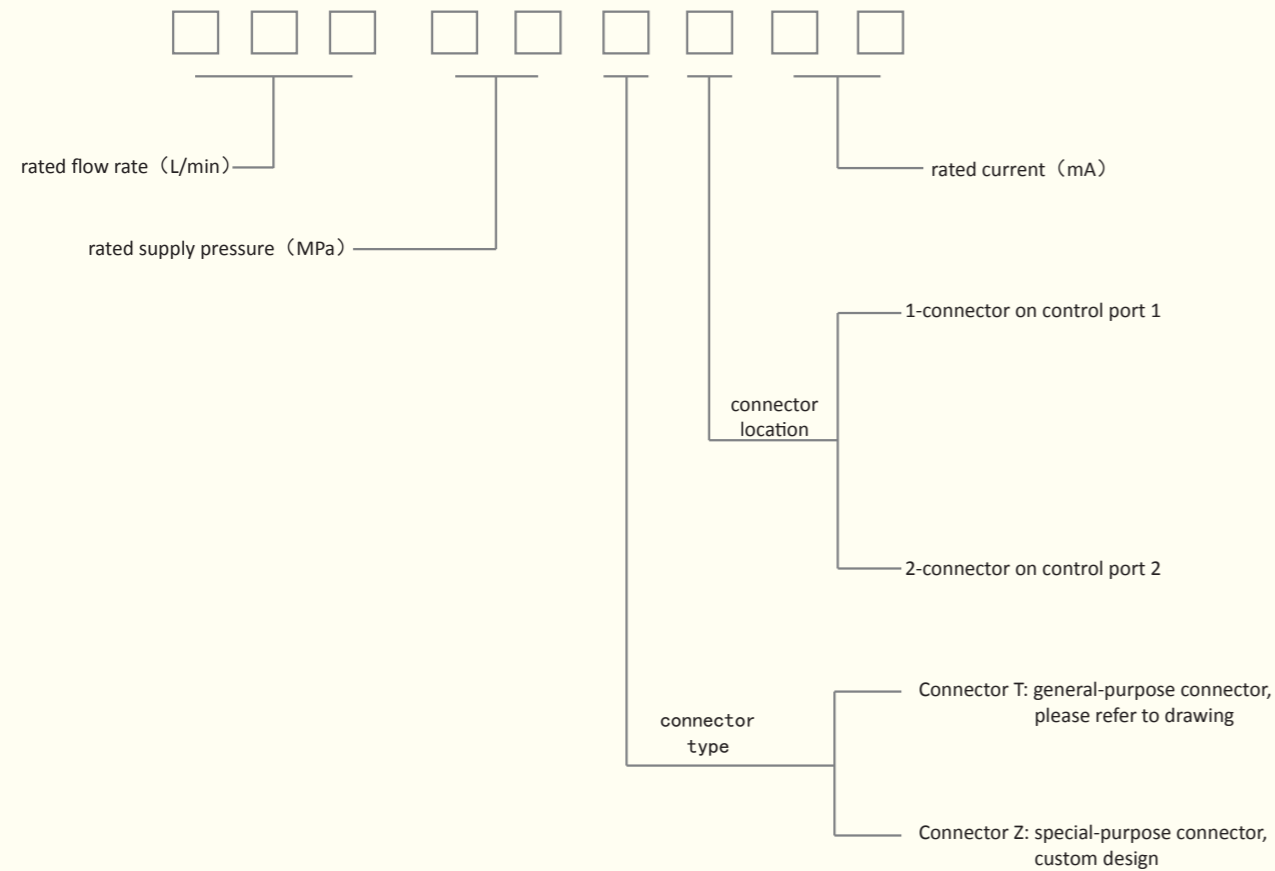 rated flow rate（L/min）
rated current（mA）
rated supply pressure（MPa）
1-connector on control port 1
connector
location
2-connector on control port 2
Connector T: general-purpose connector,
please refer to drawing
connector
type
Connector Z: special-purpose connector,
custom design